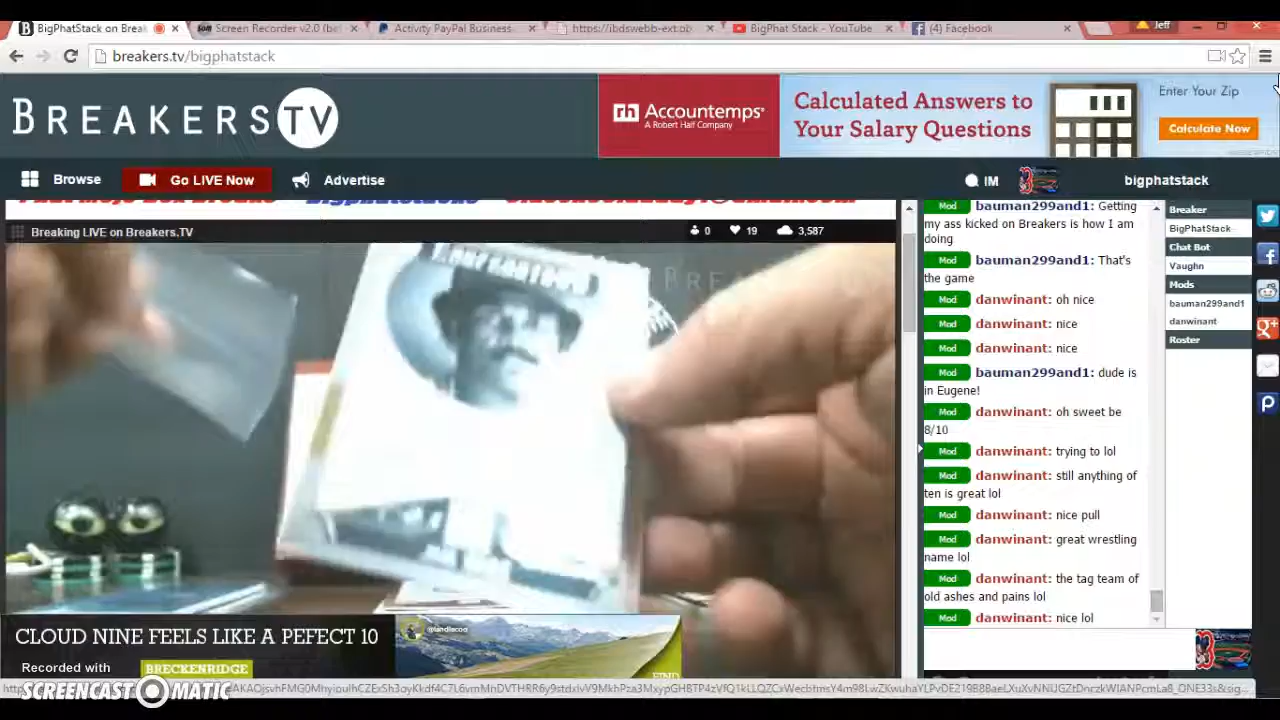 BigPhatStack on Break
Screen Recorder v2.0 (bet
Activity PayPal Business
https://ibdswebb-ext.ob
BigPhat Stack - YouTube
(4) Facebook
Jeff
breakers.tv/bigphatstack
BREAKERS TV
rh Accountemps
A Robert Half Company
Calculated Answers to
Your Salary Questions
Enter Your Zip
Calculate Now
Browse
Go LIVE Now
Advertise
IM
bigphatstack
Breaking LIVE on Breakers.TV
0
19
3,587
Mod bauman299and1: Getting
my ass kicked on Breakers is how I am
doing
Mod bauman299and1: That's
the game
Mod danwinant: oh nice
Mod danwinant: nice
Mod danwinant: nice
Mod bauman299and1: dude is
in Eugene!
Mod danwinant: oh sweet be
8/10
Mod danwinant: trying to lol
Mod danwinant: still anything of
ten is great lol
Mod danwinant: nice pull
Mod danwinant: great wrestling
name lol
Mod danwinant: the tag team of
old ashes and pains lol
Mod danwinant: nice lol
Breaker
BigPhatStack
Chat Bot
Vaughn
Mods
bauman299and1
danwinant
Roster
CLOUD NINE FEELS LIKE A PEFECT 10
BRECKENRIDGE
FIND
Recorded with
SCREENCAST MATIC